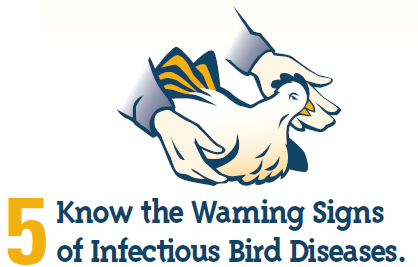 5 Know the Warning Signs
of Infectious Bird Diseases.